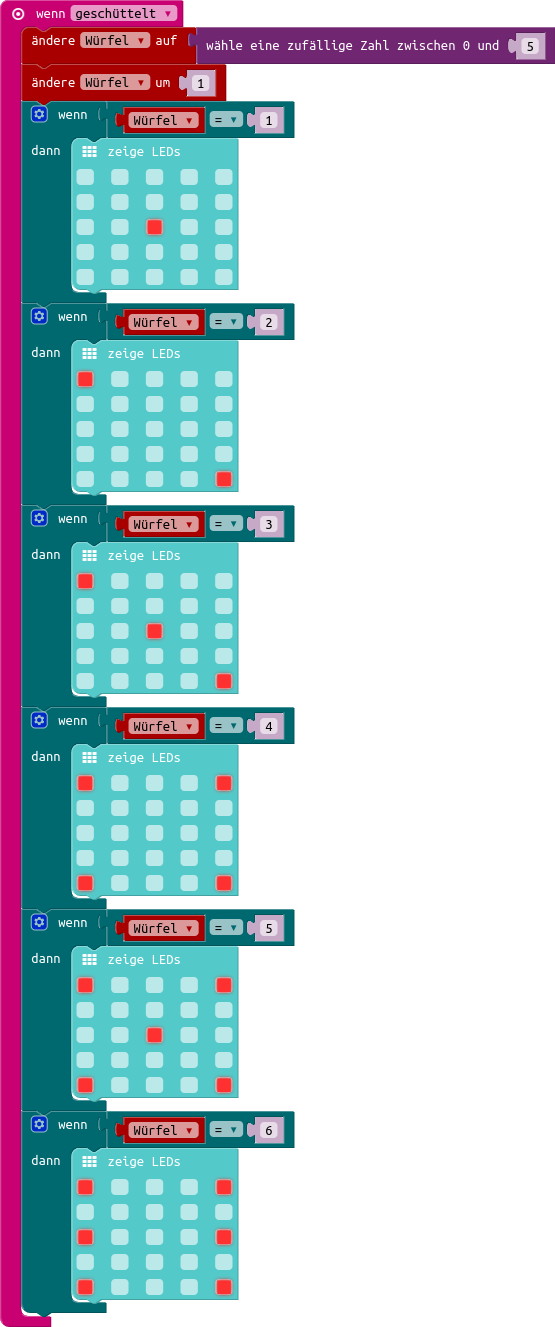 wenn geschüttelt
ändere Würfel auf wähle eine zufällige Zahl zwischen 0 und 5
ändere Würfel um 1
wenn Würfel = 1
dann zeige LEDs
wenn Würfel = 2
dann zeige LEDs
wenn Würfel = 3
dann zeige LEDs
wenn Würfel = 4
dann zeige LEDs
wenn Würfel = 5
dann zeige LEDs
wenn Würfel = 6
dann zeige LEDs